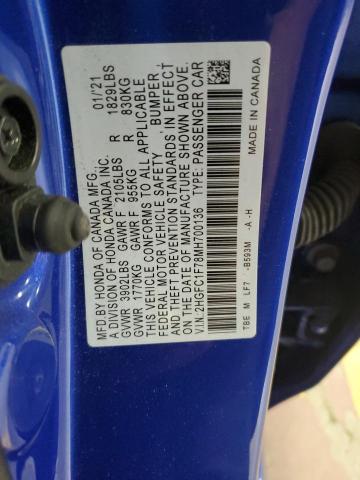 MFD. BY HONDA OF CANADA MFG. 01/21
A DIVISION OF HONDA CANADA INC.
GVWR 3902LBS GAWR F 2105LBS R 1829LBS
GVWR 1770KG GAWR F 955KG R 830KG
THIS VEHICLE CONFORMS TO ALL APPLICABLE
FEDERAL MOTOR VEHICLE SAFETY, BUMPER,
AND THEFT PREVENTION STANDARDS IN EFFECT
ON THE DATE OF MANUFACTURE SHOWN ABOVE.
V.I.N: 2HGFC1F78MH700136 TYPE: PASSENGER CAR
TBE M LF7 -B593M -A -H MADE IN CANADA